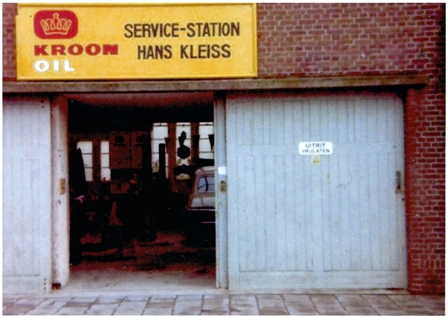 KROON
OIL
SERVICE-STATION
HANS KLEISS
UITRIT
VRIJLATEN